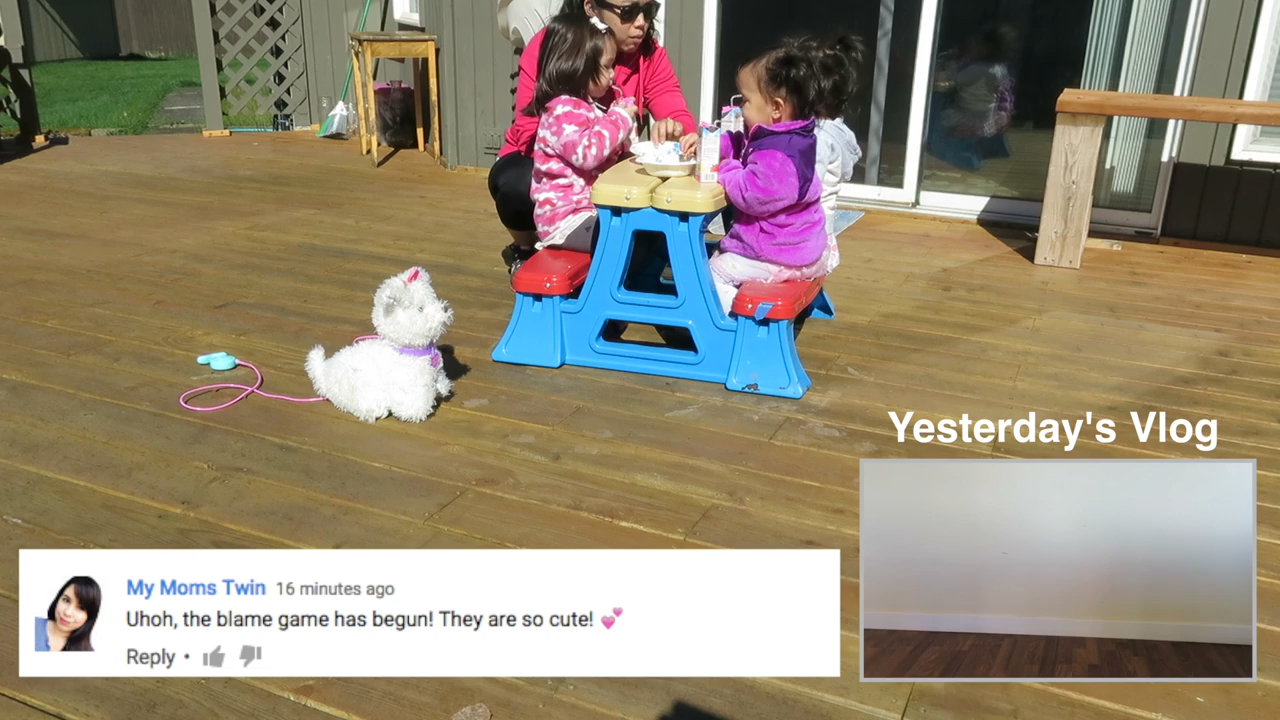 Yesterday's Vlog
My Moms Twin 16 minutes ago
Uhoh, the blame game has begun! They are so cute! 💕
Reply •